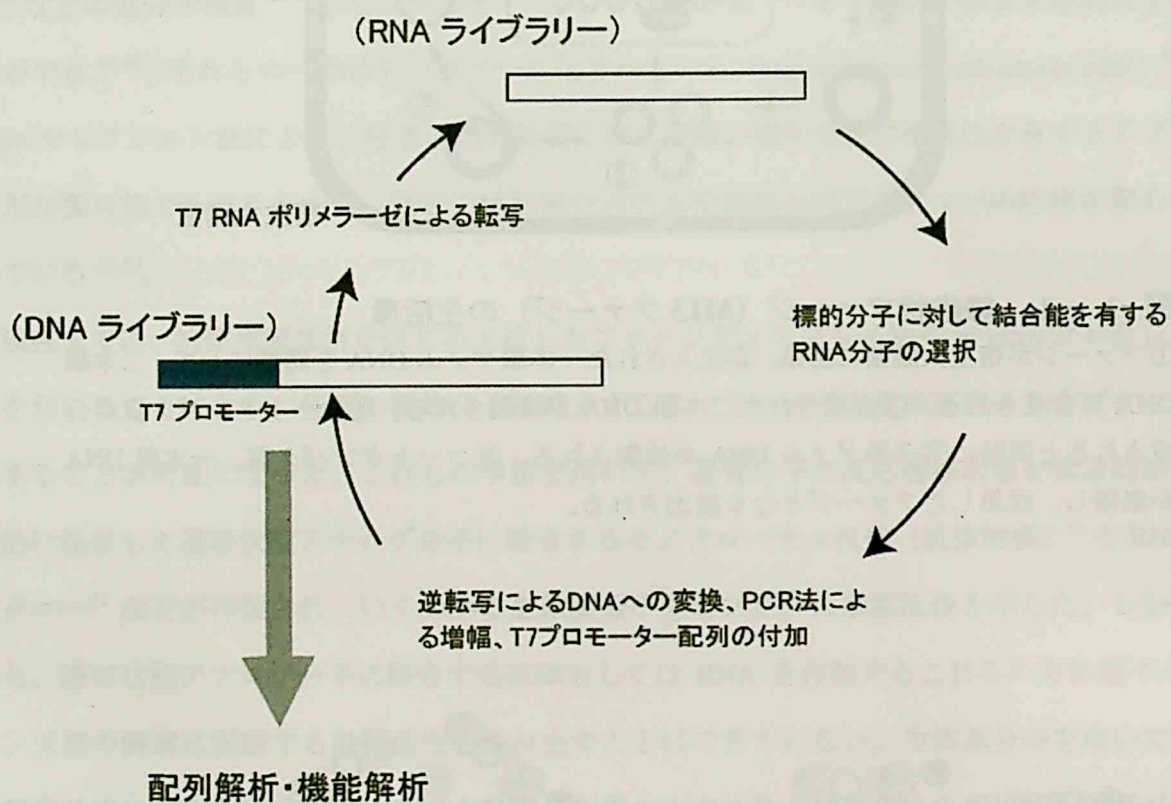 （RNA ライブラリー）
T7 RNA ポリメラーゼによる転写
（DNA ライブラリー）
T7 プロモーター
標的分子に対して結合能を有する
RNA分子の選択
逆転写によるDNAへの変換、PCR法によ
る増幅、T7プロモーター配列の付加
配列解析・機能解析